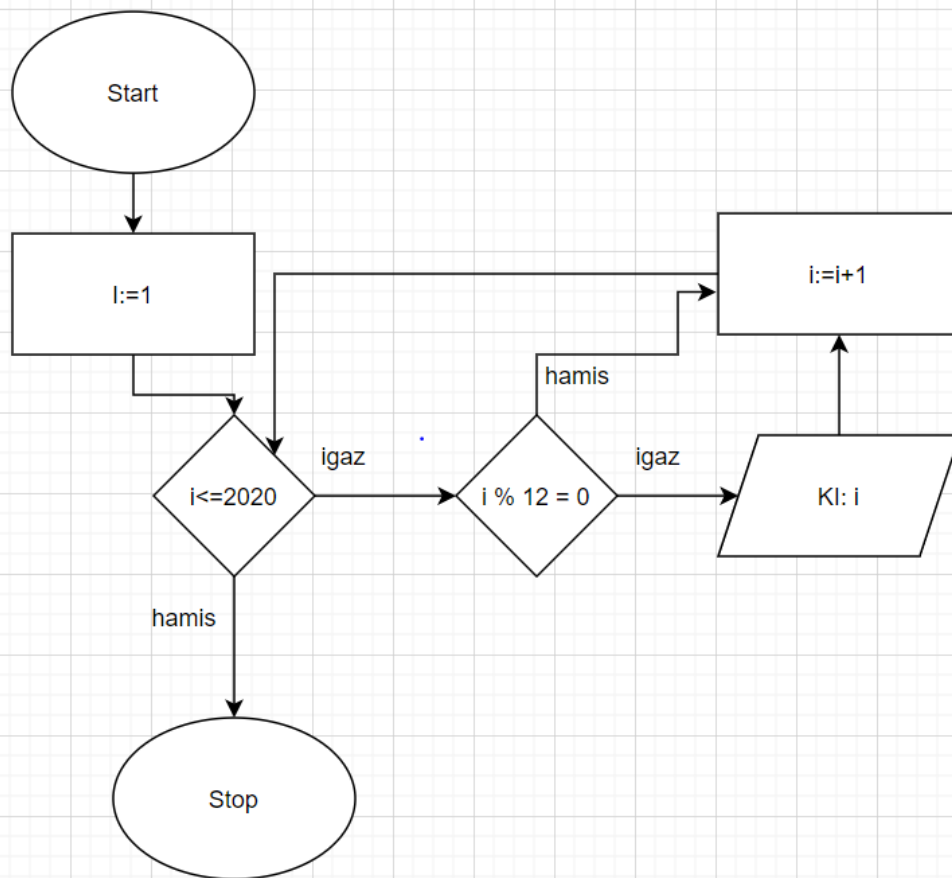 Start
I:=1
i:=i+1
hamis
igaz
igaz
i<=2020
i % 12 = 0
KI: i
hamis
Stop